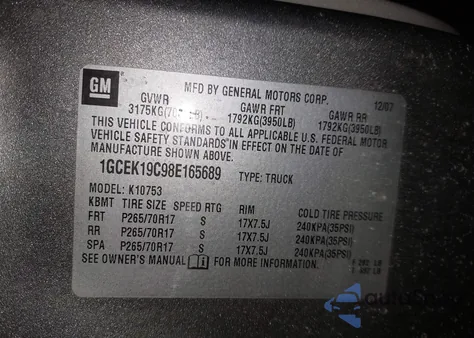 GM
MFD BY GENERAL MOTORS CORP. 12/07
GVWR GAWR FRT GAWR RR
3175KG( LB) 1792KG(3950LB) 1792KG(3950LB)
THIS VEHICLE CONFORMS TO ALL APPLICABLE U.S. FEDERAL MOTOR
VEHICLE SAFETY STANDARDS IN EFFECT ON THE DATE OF
MANUFACTURE SHOWN ABOVE.
1GCEK19C98E165689 TYPE: TRUCK
MODEL: K10753
KBMT TIRE SIZE SPEED RTG RIM COLD TIRE PRESSURE
FRT P265/70R17 S 17X7.5J 240KPA(35PSI)
RR P265/70R17 S 17X7.5J 240KPA(35PSI)
SPA P265/70R17 S 17X7.5J 240KPA(35PSI)
SEE OWNER'S MANUAL FOR MORE INFORMATION.